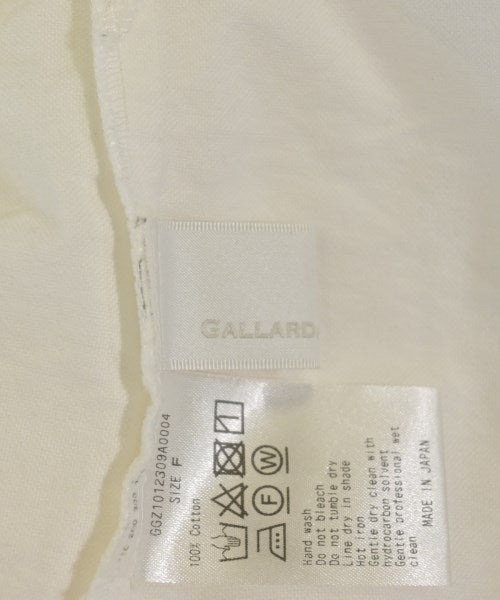 GALLARD
GGZ1012309A0004
SIZE F
100% Cotton
F W
Hand wash
Do not bleach
Do not tumble dry
Line dry in shade
Hot iron
Gentle dry clean with
hydrocarbon solvent
Gentle professional wet
clean
MADE IN JAPAN